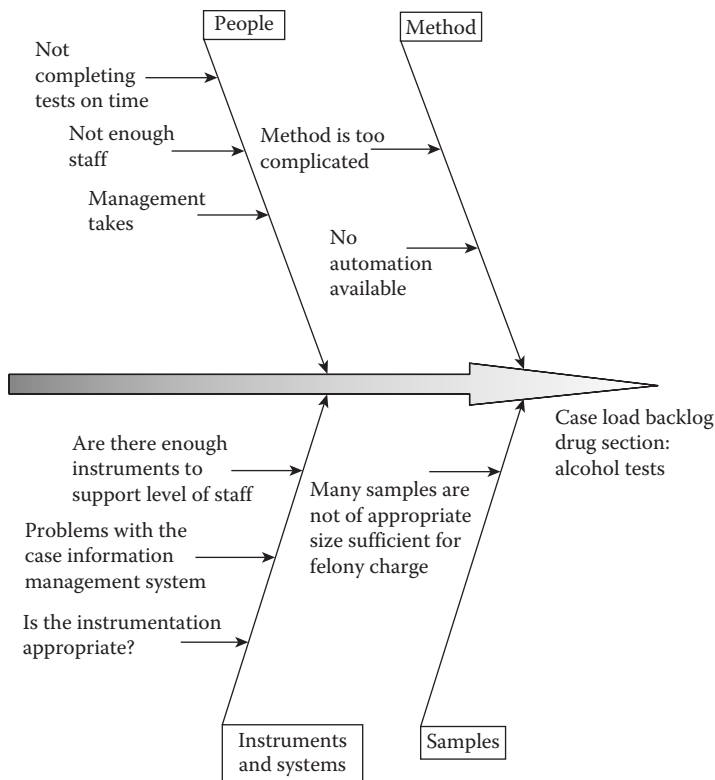 People
Method
Not
completing
tests on time
Not enough
staff
Management
takes
Method is too
complicated
No
automation
available
Case load backlog
drug section:
alcohol tests
Are there enough
instruments to
support level of staff
Problems with the
case information
management system
Is the instrumentation
appropriate?
Many samples are
not of appropriate
size sufficient for
felony charge
Instruments
and systems
Samples